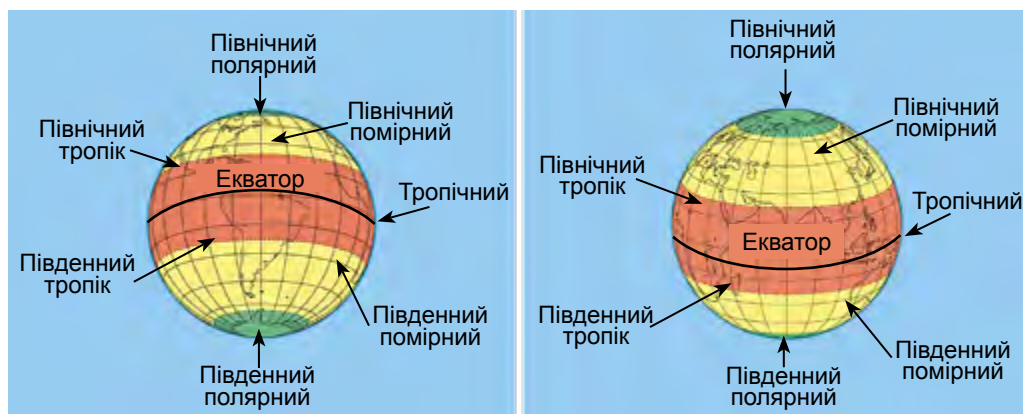 Північний
полярний
Північний
помірний
Північний
тропік
Екватор
Тропічний
Південний
тропік
Південний
помірний
Південний
полярний
Північний
полярний
Північний
помірний
Північний
тропік
Тропічний
Екватор
Південний
тропік
Південний
помірний
Південний
полярний